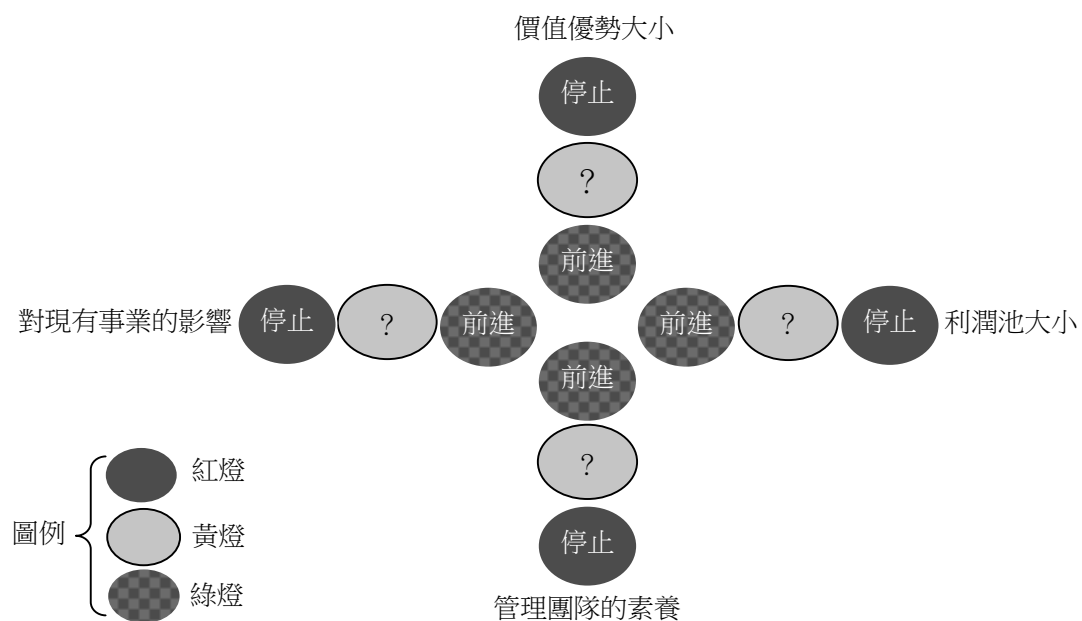 價值優勢大小
停止
?
前進
對現有事業的影響 停止 ? 前進 前進 ? 停止 利潤池大小
前進
?
停止
管理團隊的素養
圖例
紅燈
黃燈
綠燈